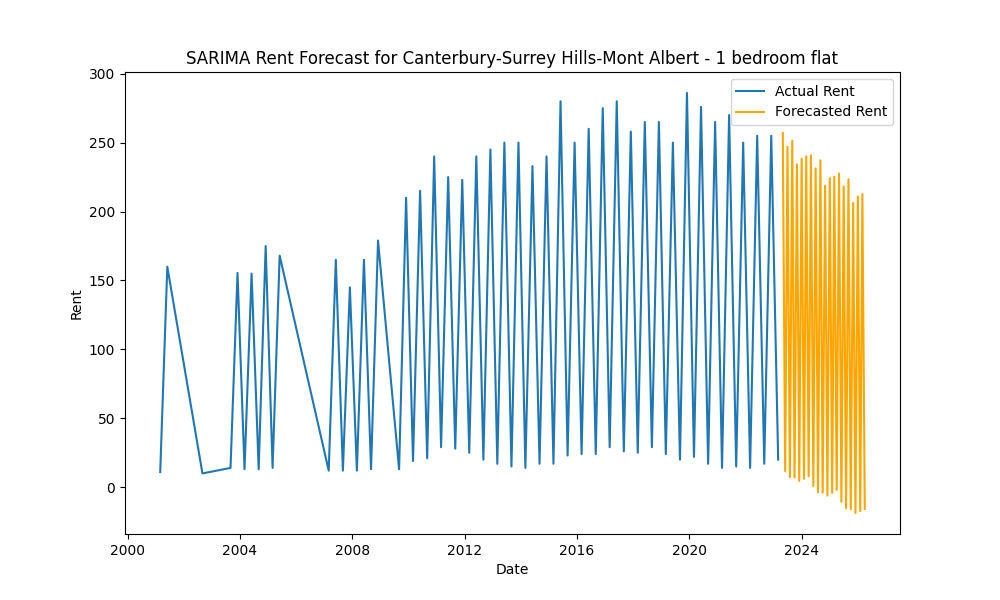 SARIMA Rent Forecast for Canterbury-Surrey Hills-Mont Albert - 1 bedroom flat
Actual Rent
Forecasted Rent
300
250
200
150
100
50
0
Rent
2000 2004 2008 2012 2016 2020 2024
Date